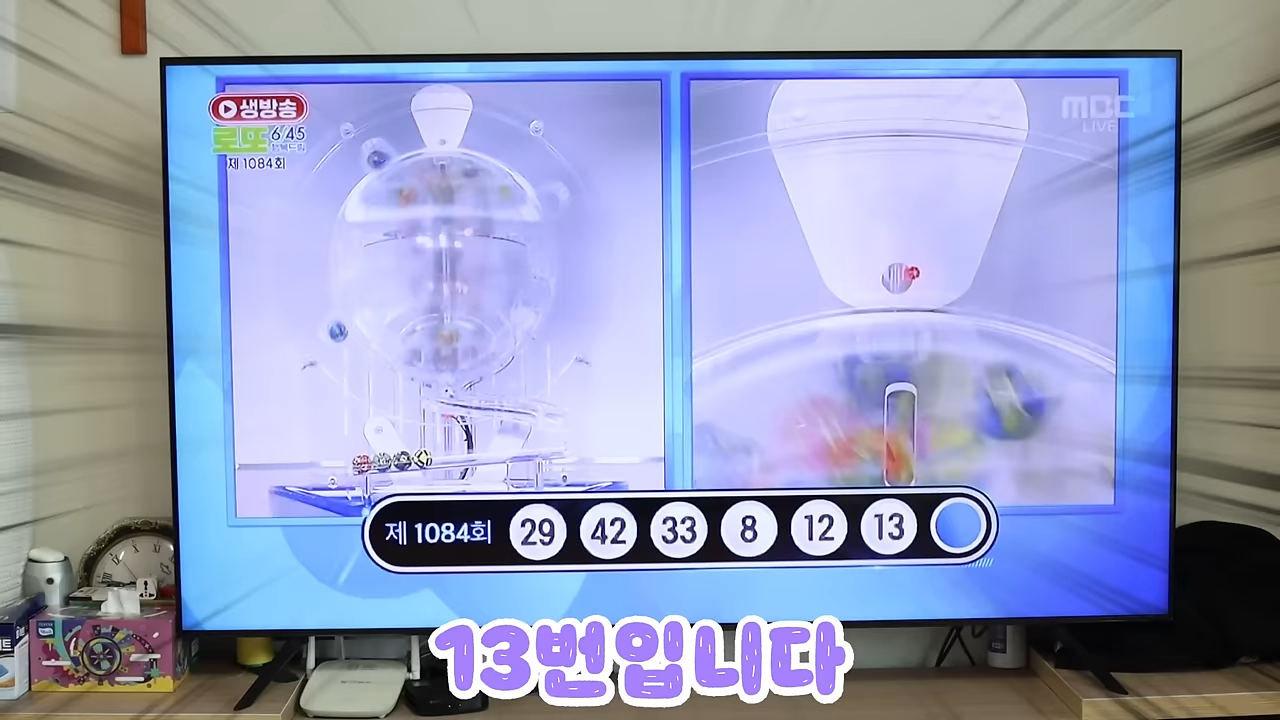 생방송
로또 6/45
제 1084회
MBC
LIVE
제 1084회 29 42 33 8 12 13
13번입니다